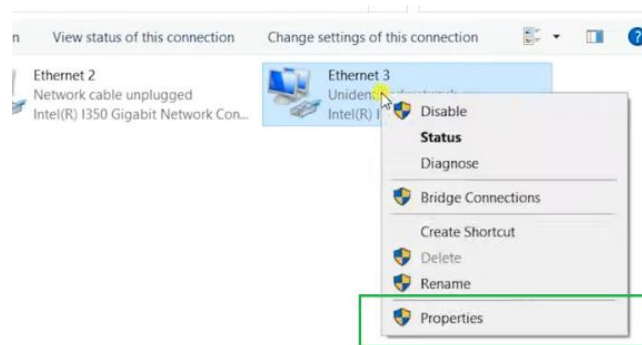 n View status of this connection Change settings of this connection
Ethernet 2
Network cable unplugged
Intel(R) I350 Gigabit Network Con...
Ethernet 3
Intel(R) I
Disable
Status
Diagnose
Bridge Connections
Create Shortcut
Delete
Rename
Properties